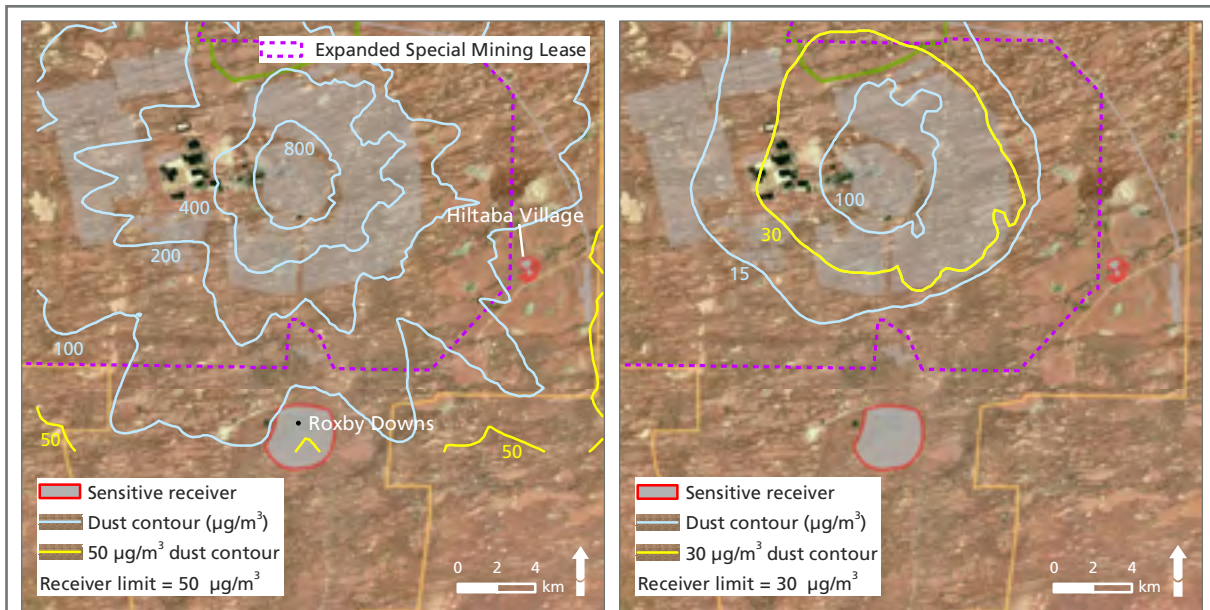 Expanded Special Mining Lease
800
400
200
100
Hiltaba Village
Roxby Downs
50
50
Sensitive receiver
Dust contour (µg/m³)
50 µg/m³ dust contour
Receiver limit = 50 µg/m³
0 2 4
km
100
30
15
Sensitive receiver
Dust contour (µg/m³)
30 µg/m³ dust contour
Receiver limit = 30 µg/m³
0 2 4
km